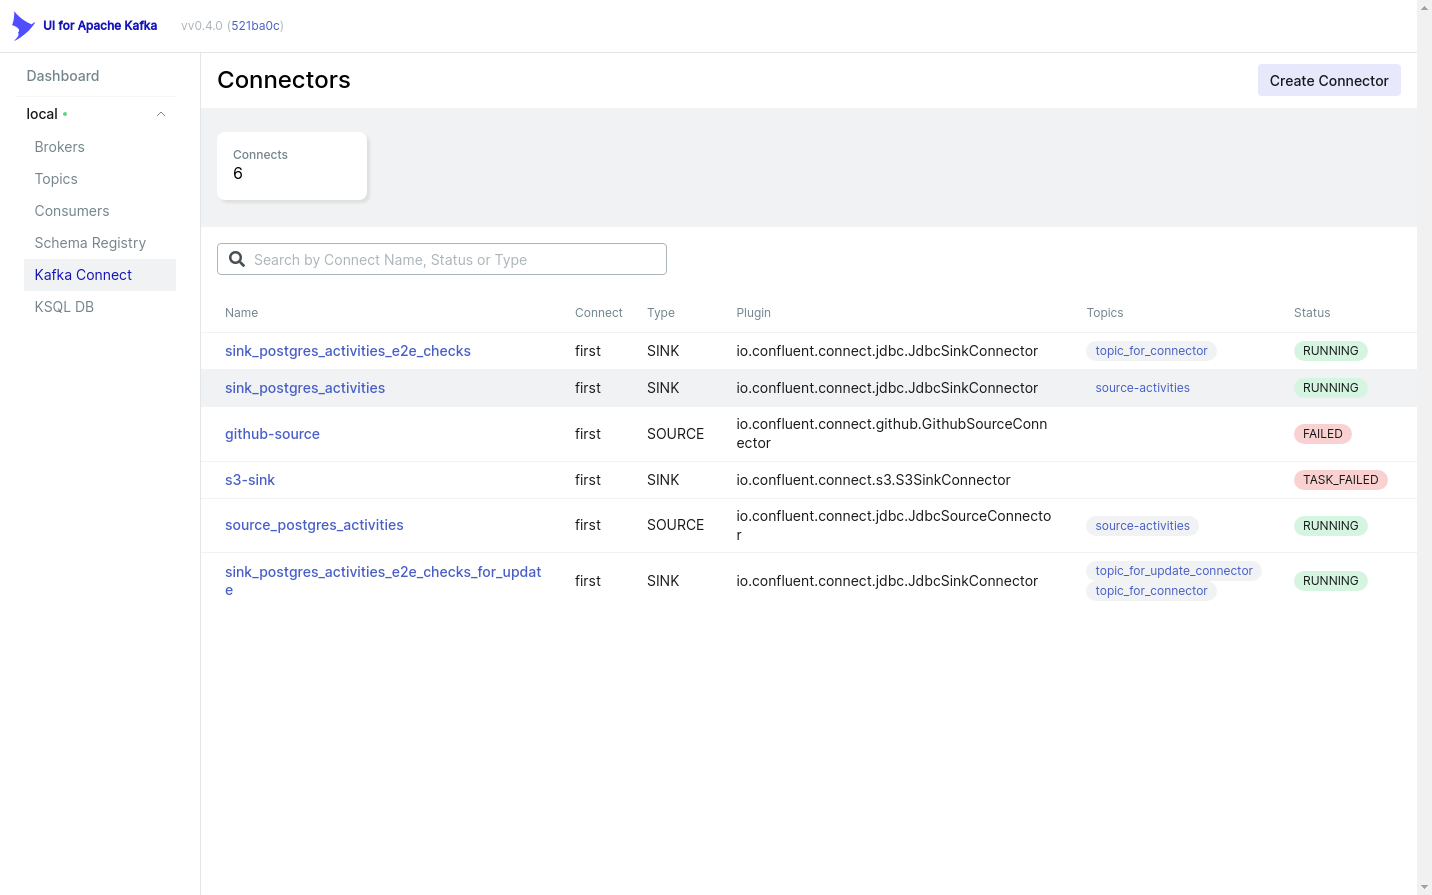 UI for Apache Kafka vv0.4.0 (521ba0c)
Dashboard
local
Brokers
Topics
Consumers
Schema Registry
Kafka Connect
KSQL DB
Connectors
Create Connector
Connects
6
Search by Connect Name, Status or Type
Name Connect Type Plugin Topics Status
sink_postgres_activities_e2e_checks first SINK io.confluent.connect.jdbc.JdbcSinkConnector topic_for_connector RUNNING
sink_postgres_activities first SINK io.confluent.connect.jdbc.JdbcSinkConnector source-activities RUNNING
github-source first SOURCE io.confluent.connect.github.GithubSourceConn
ector FAILED
s3-sink first SINK io.confluent.connect.s3.S3SinkConnector TASK_FAILED
source_postgres_activities first SOURCE io.confluent.connect.jdbc.JdbcSourceConnecto
r source-activities RUNNING
sink_postgres_activities_e2e_checks_for_updat
e first SINK io.confluent.connect.jdbc.JdbcSinkConnector topic_for_update_connector
topic_for_connector RUNNING